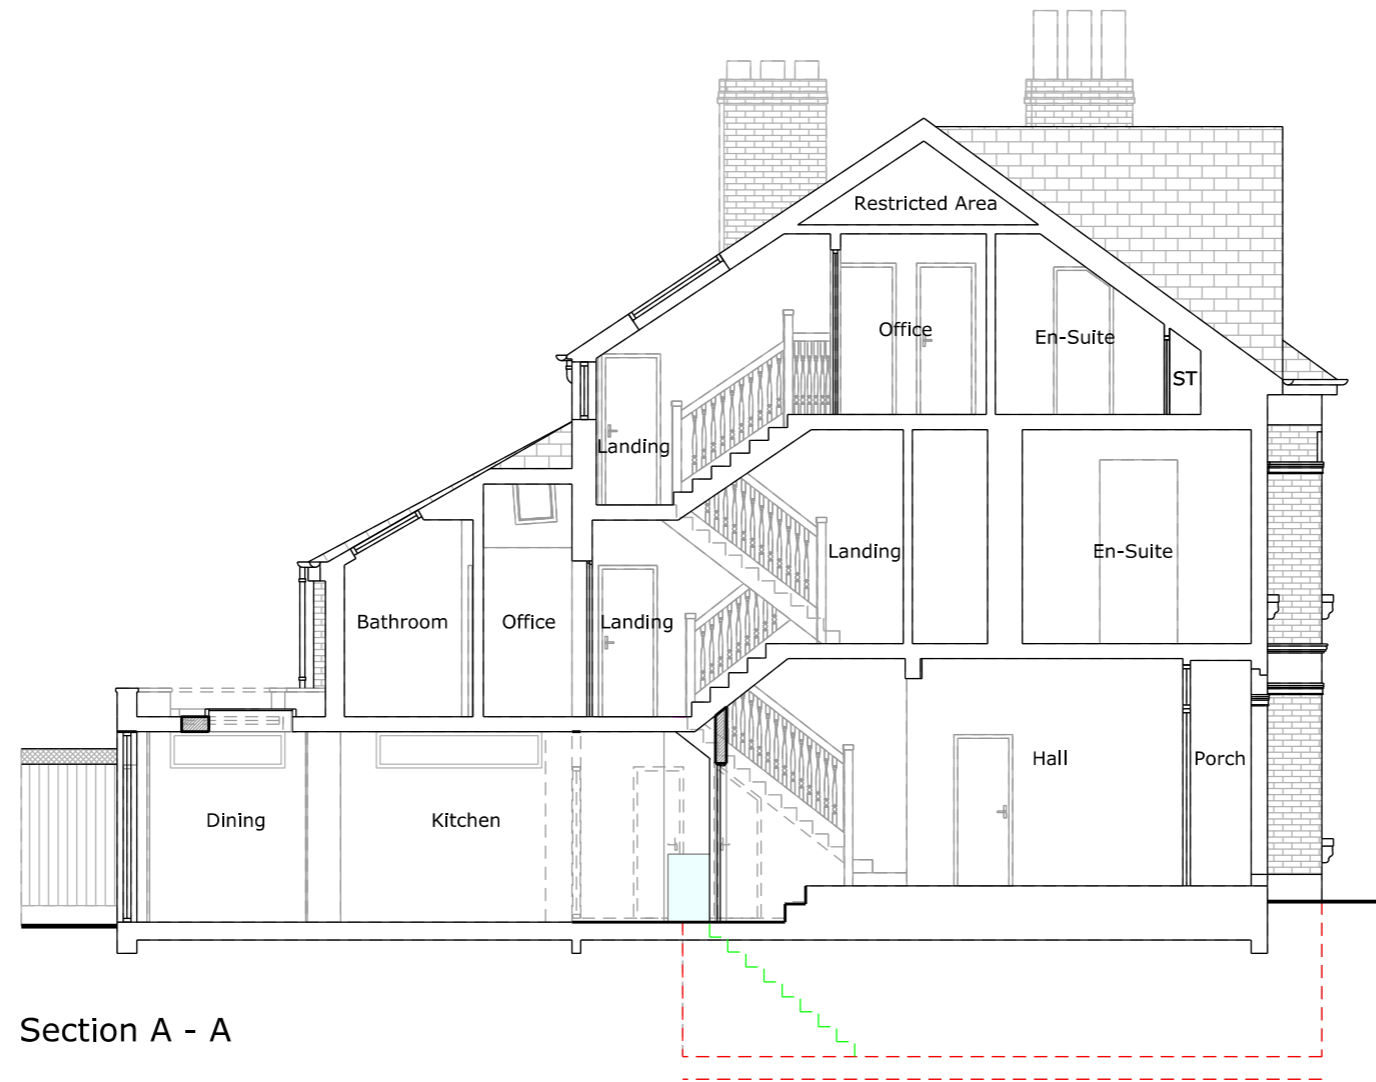 Restricted Area
Office
En-Suite
ST
Landing
Landing
En-Suite
Bathroom
Office
Landing
Hall
Porch
Dining
Kitchen
Section A - A